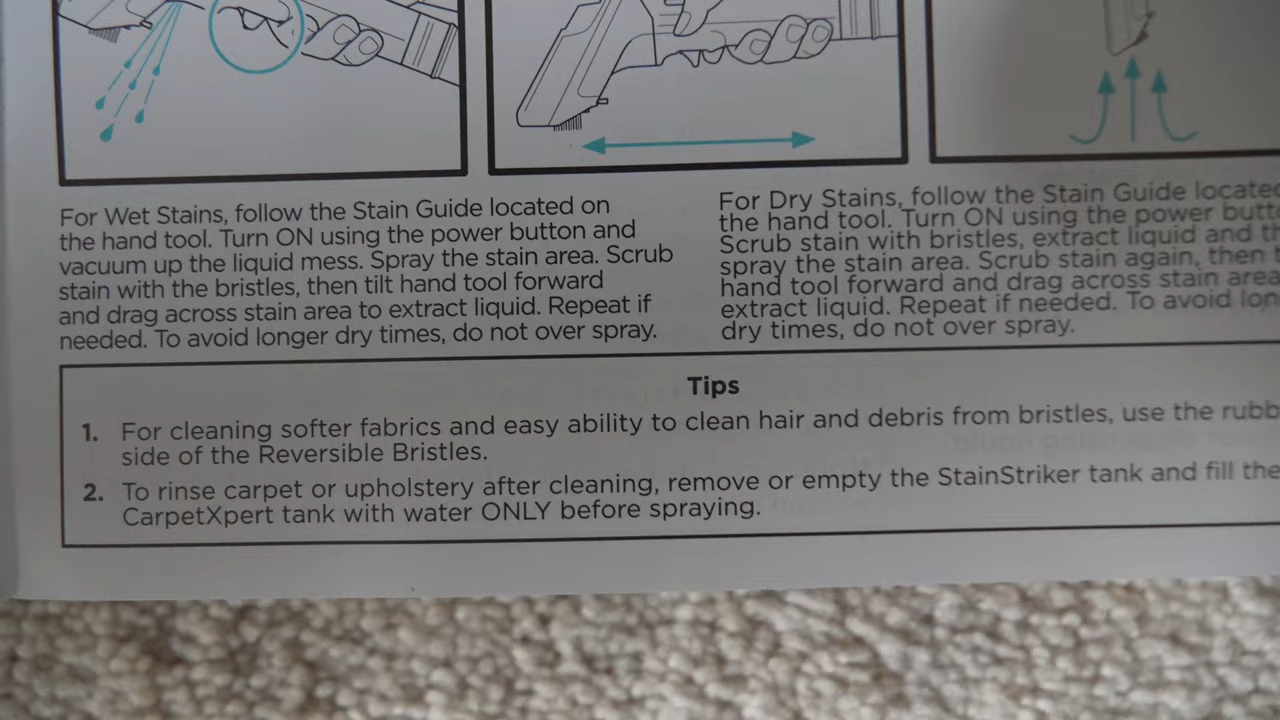 For Wet Stains, follow the Stain Guide located on
the hand tool. Turn ON using the power button and
vacuum up the liquid mess. Spray the stain area. Scrub
stain with the bristles, then tilt hand tool forward
and drag across stain area to extract liquid. Repeat if
needed. To avoid longer dry times, do not over spray.
For Dry Stains, follow the Stain Guide
the hand tool. Turn ON using the power
Scrub stain with bristles, extract liquid and
spray the stain area. Scrub stain again, then
hand tool forward and drag across stain area
extract liquid. Repeat if needed. To avoid
dry times, do not over spray.
Tips
1. For cleaning softer fabrics and easy ability to clean hair and debris from bristles, use the
side of the Reversible Bristles.
2. To rinse carpet or upholstery after cleaning, remove or empty the StainStriker tank and fill the
CarpetXpert tank with water ONLY before spraying.